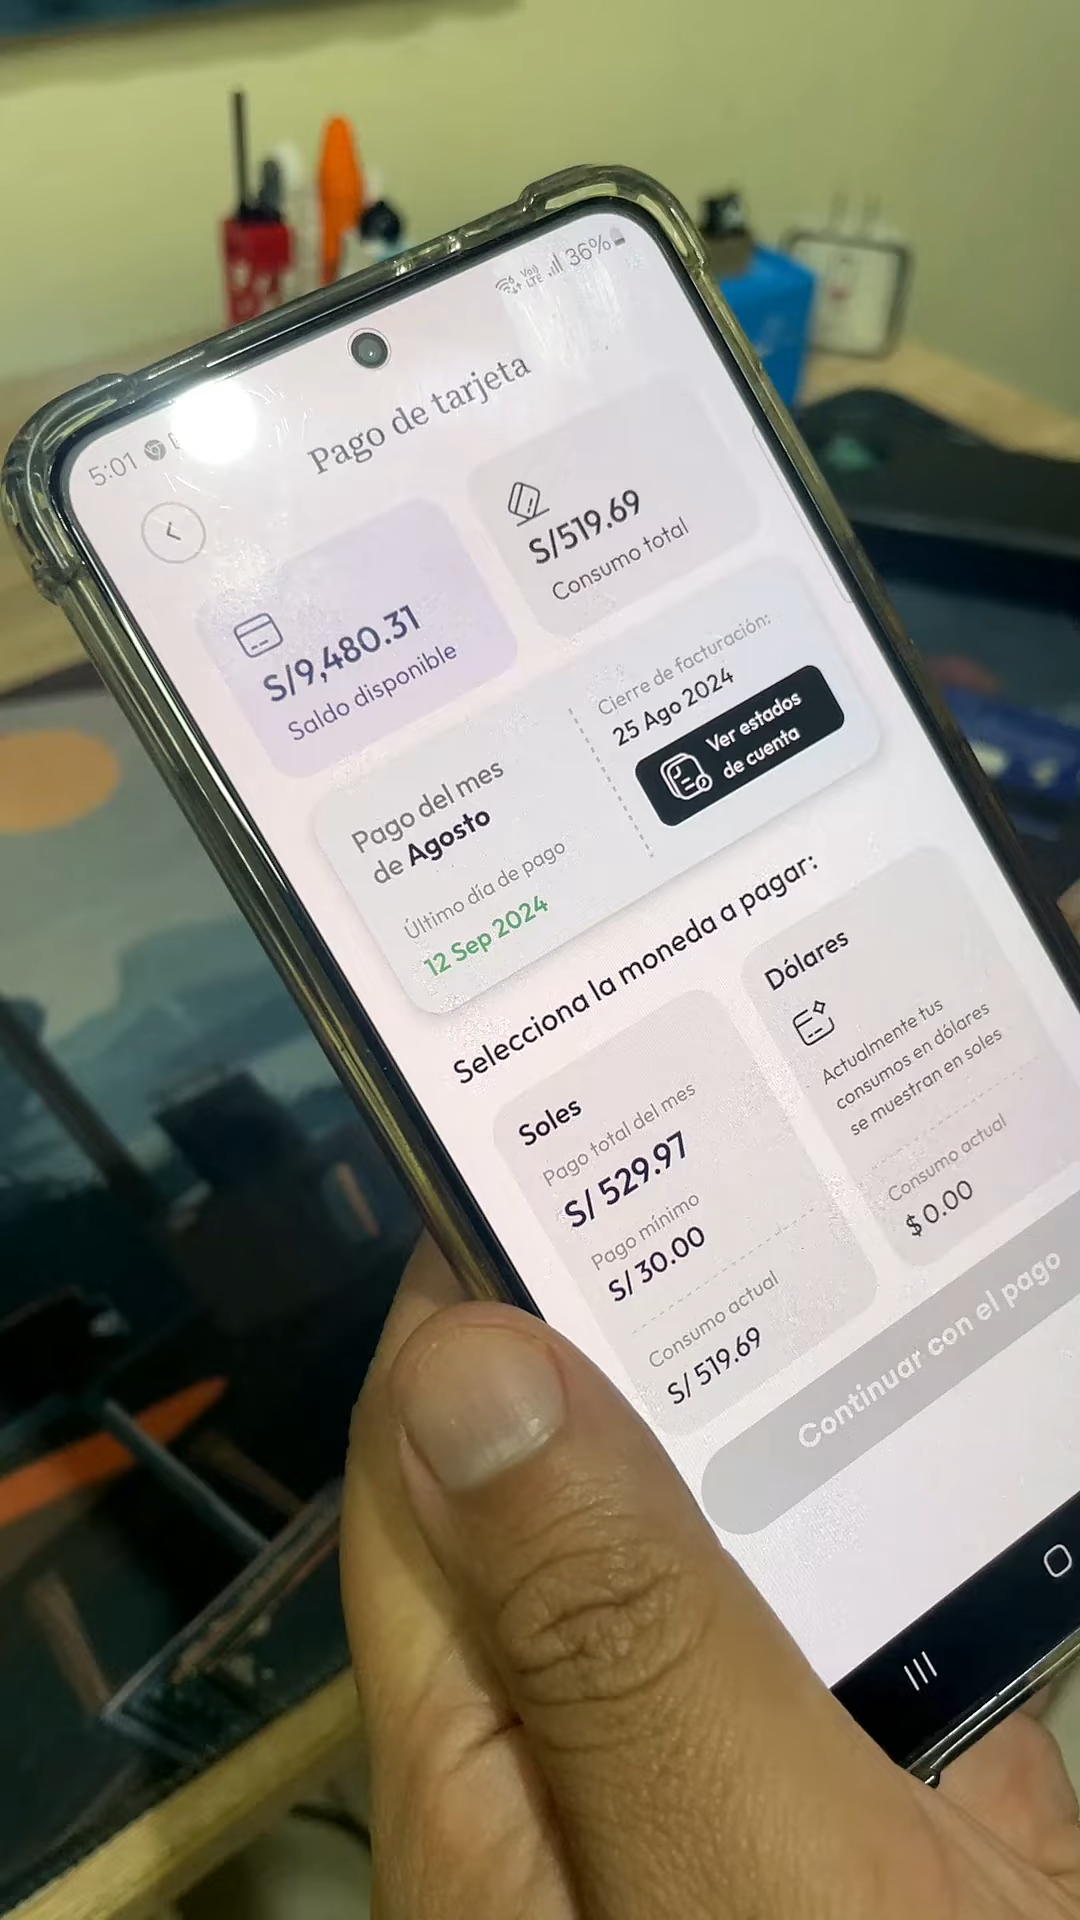 5:01
Vo))
LTE
36%
Pago de tarjeta
S/9,480.31
Saldo disponible
S/519.69
Consumo total
Pago del mes
de Agosto
Último día de pago
12 Sep 2024
Cierre de facturación:
25 Ago 2024
Ver estados
de cuenta
Selecciona la moneda a pagar:
Soles
Pago total del mes
S/ 529.97
Pago mínimo
S/ 30.00
Consumo actual
S/ 519.69
Dólares
Actualmente tus
consumos en dólares
se muestran en soles
Consumo actual
$ 0.00
Continuar con el pago